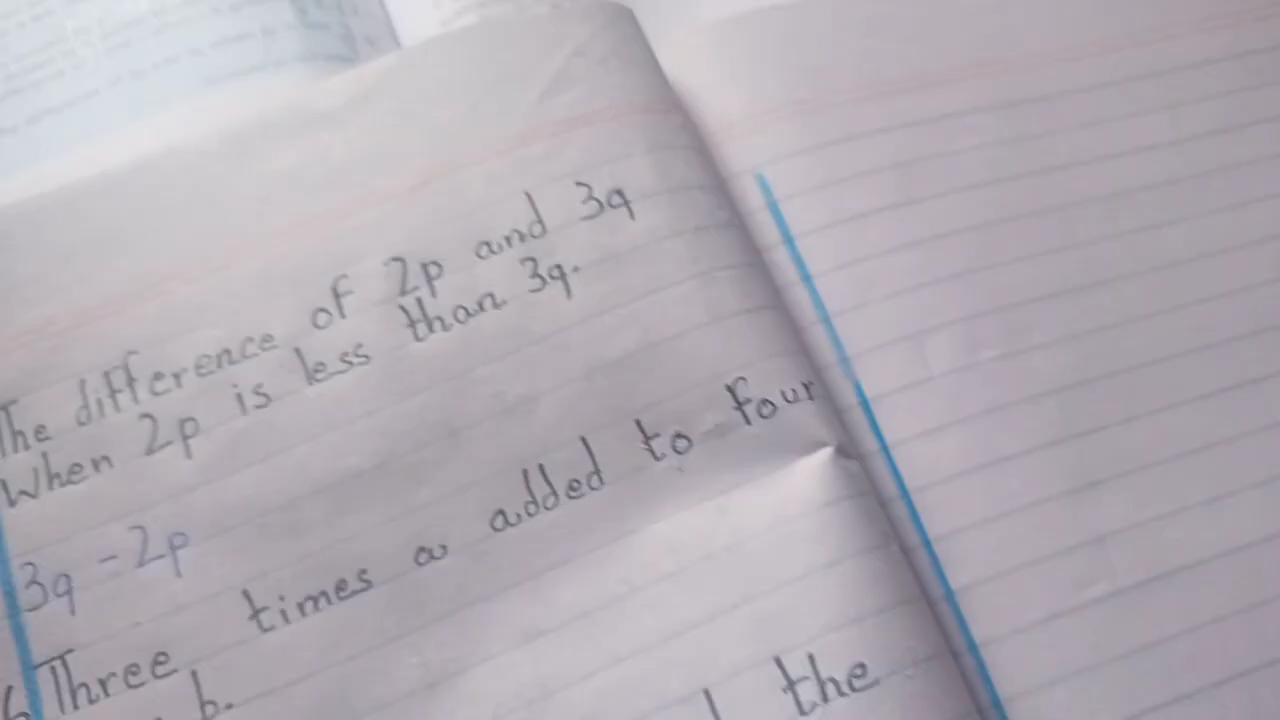 The difference of 2p and 3q
When 2p is less than 3q.
3q - 2p
Three times a added to four
b.
the